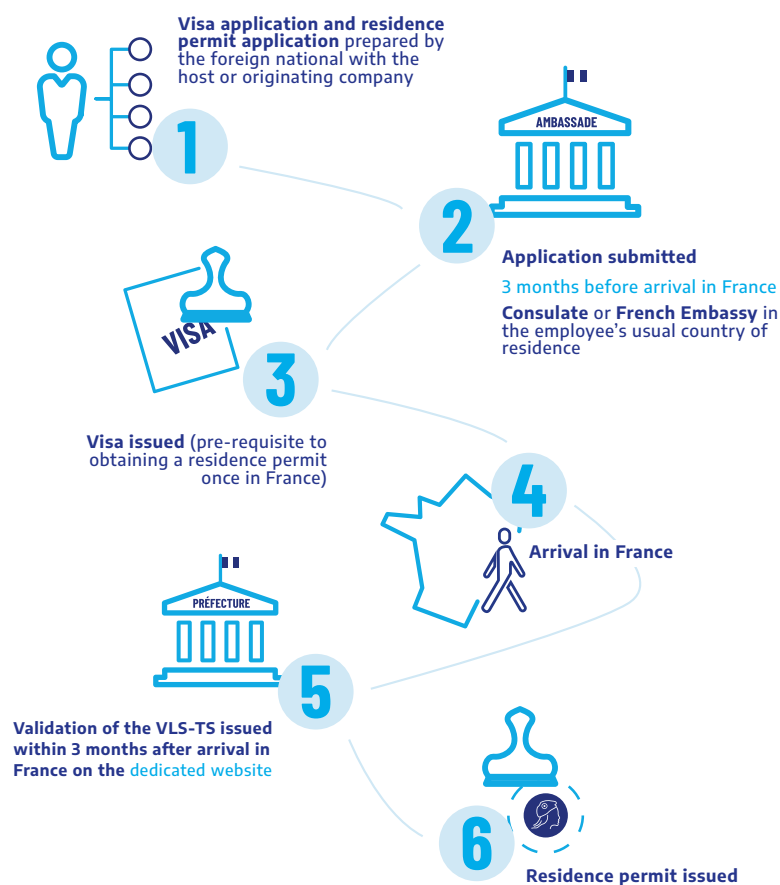 Visa application and residence
permit application prepared by
the foreign national with the
host or originating company
1
AMBASSADE
2
Application submitted
3 months before arrival in France
Consulate or French Embassy in
the employee's usual country of
residence
VISA
3
Visa issued (pre-requisite to
obtaining a residence permit
once in France)
4
Arrival in France
PRÉFECTURE
5
Validation of the VLS-TS issued
within 3 months after arrival in
France on the dedicated website
6
Residence permit issued